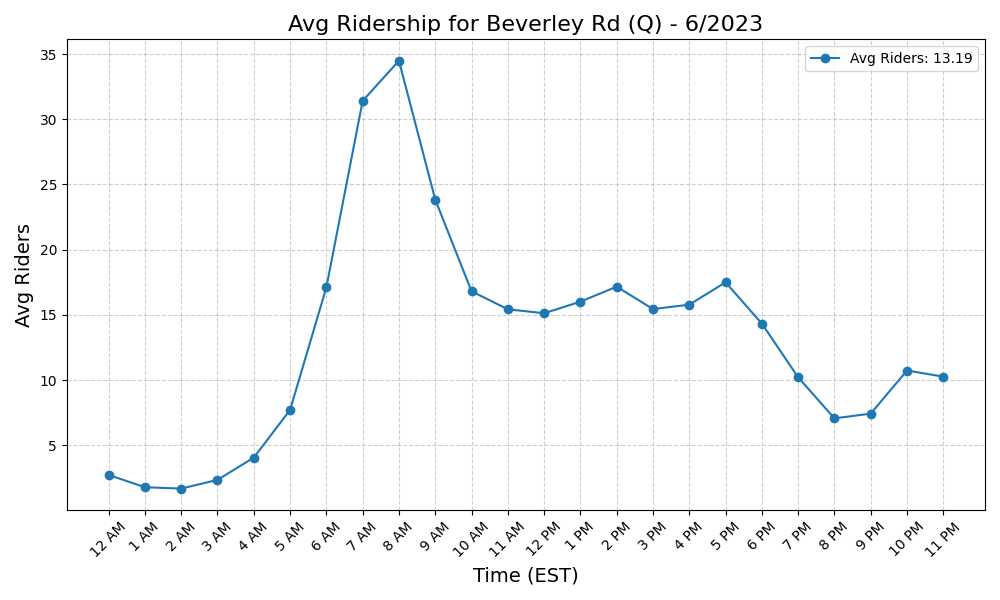 Avg Ridership for Beverley Rd (Q) - 6/2023
Avg Riders: 13.19
Avg Riders
35
30
25
20
15
10
5
12 AM
1 AM
2 AM
3 AM
4 AM
5 AM
6 AM
7 AM
8 AM
9 AM
10 AM
11 AM
12 PM
1 PM
2 PM
3 PM
4 PM
5 PM
6 PM
7 PM
8 PM
9 PM
10 PM
11 PM
Time (EST)